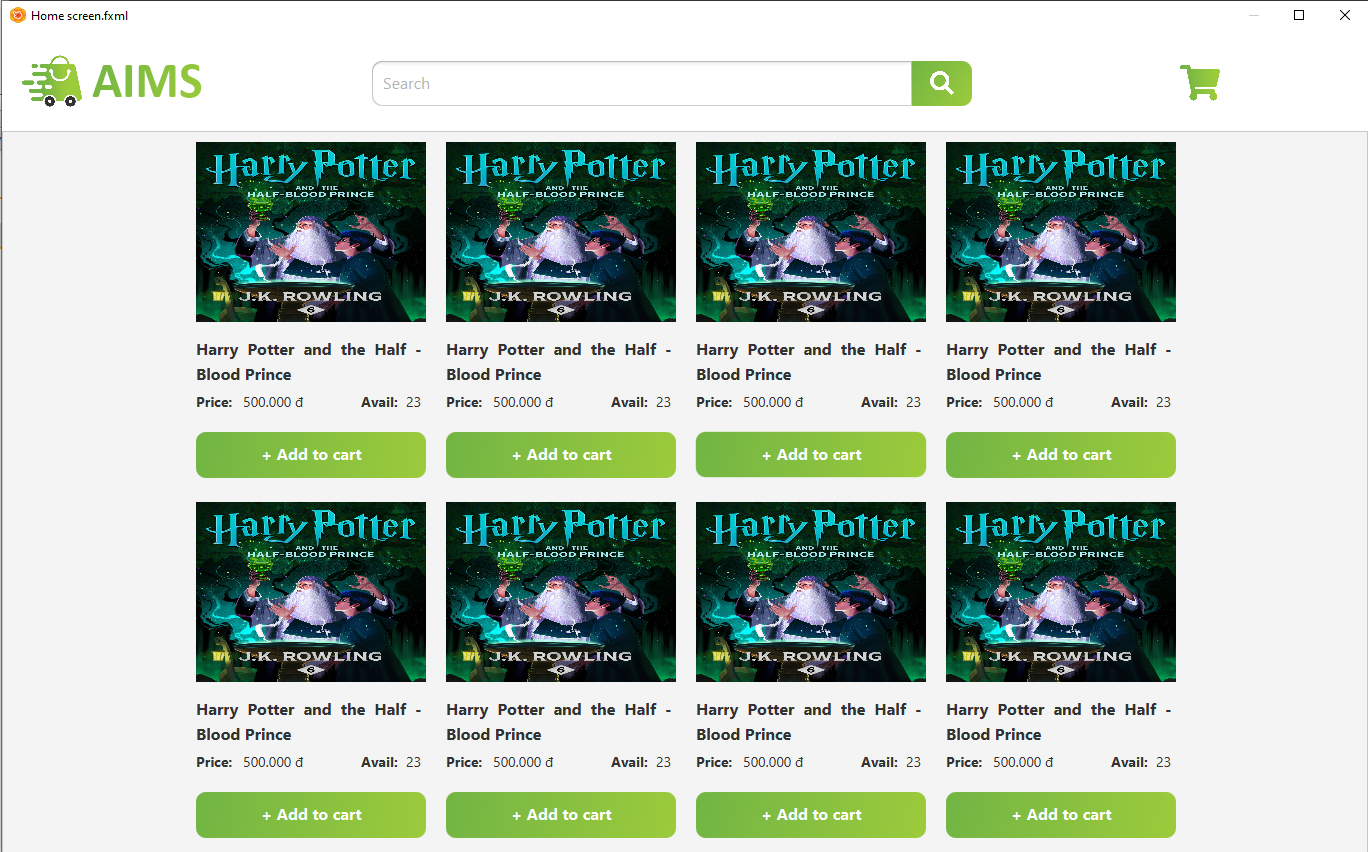 Home screen.fxml
AIMS
Search
Harry Potter Harry Potter Harry Potter Harry Potter
AND THE AND THE AND THE AND THE
HALF-BLOOD PRINCE HALF-BLOOD PRINCE HALF-BLOOD PRINCE HALF-BLOOD PRINCE
J.K. ROWLING J.K. ROWLING J.K. ROWLING J.K. ROWLING
6 6 6 6
Harry Potter and the Half - Harry Potter and the Half - Harry Potter and the Half - Harry Potter and the Half -
Blood Prince Blood Prince Blood Prince Blood Prince
Price: 500.000 đ Avail: 23 Price: 500.000 đ Avail: 23 Price: 500.000 đ Avail: 23 Price: 500.000 đ Avail: 23
+ Add to cart + Add to cart + Add to cart + Add to cart
Harry Potter Harry Potter Harry Potter Harry Potter
AND THE AND THE AND THE AND THE
HALF-BLOOD PRINCE HALF-BLOOD PRINCE HALF-BLOOD PRINCE HALF-BLOOD PRINCE
J.K. ROWLING J.K. ROWLING J.K. ROWLING J.K. ROWLING
6 6 6 6
Harry Potter and the Half - Harry Potter and the Half - Harry Potter and the Half - Harry Potter and the Half -
Blood Prince Blood Prince Blood Prince Blood Prince
Price: 500.000 đ Avail: 23 Price: 500.000 đ Avail: 23 Price: 500.000 đ Avail: 23 Price: 500.000 đ Avail: 23
+ Add to cart + Add to cart + Add to cart + Add to cart